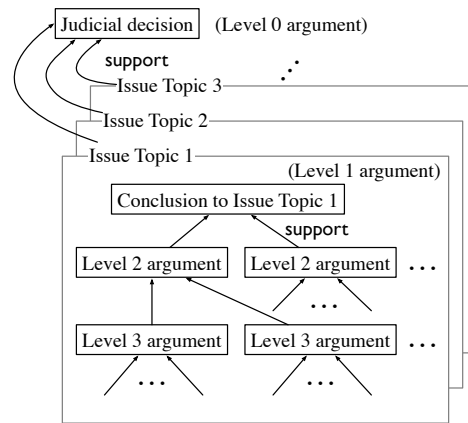 Judicial decision (Level 0 argument)
support
Issue Topic 3
Issue Topic 2
Issue Topic 1
(Level 1 argument)
Conclusion to Issue Topic 1
support
Level 2 argument Level 2 argument ...
...
Level 3 argument Level 3 argument ...
... ...